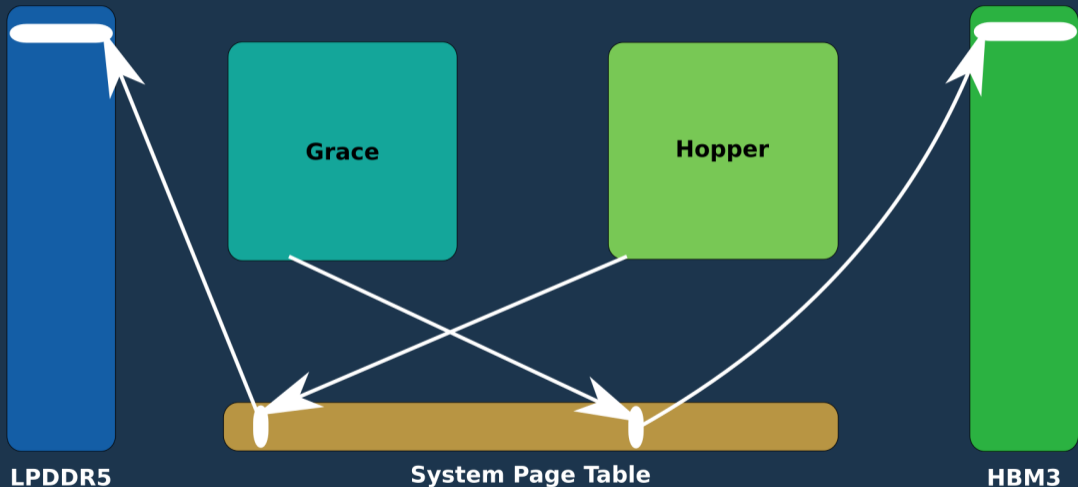 Grace
Hopper
LPDDR5
System Page Table
HBM3